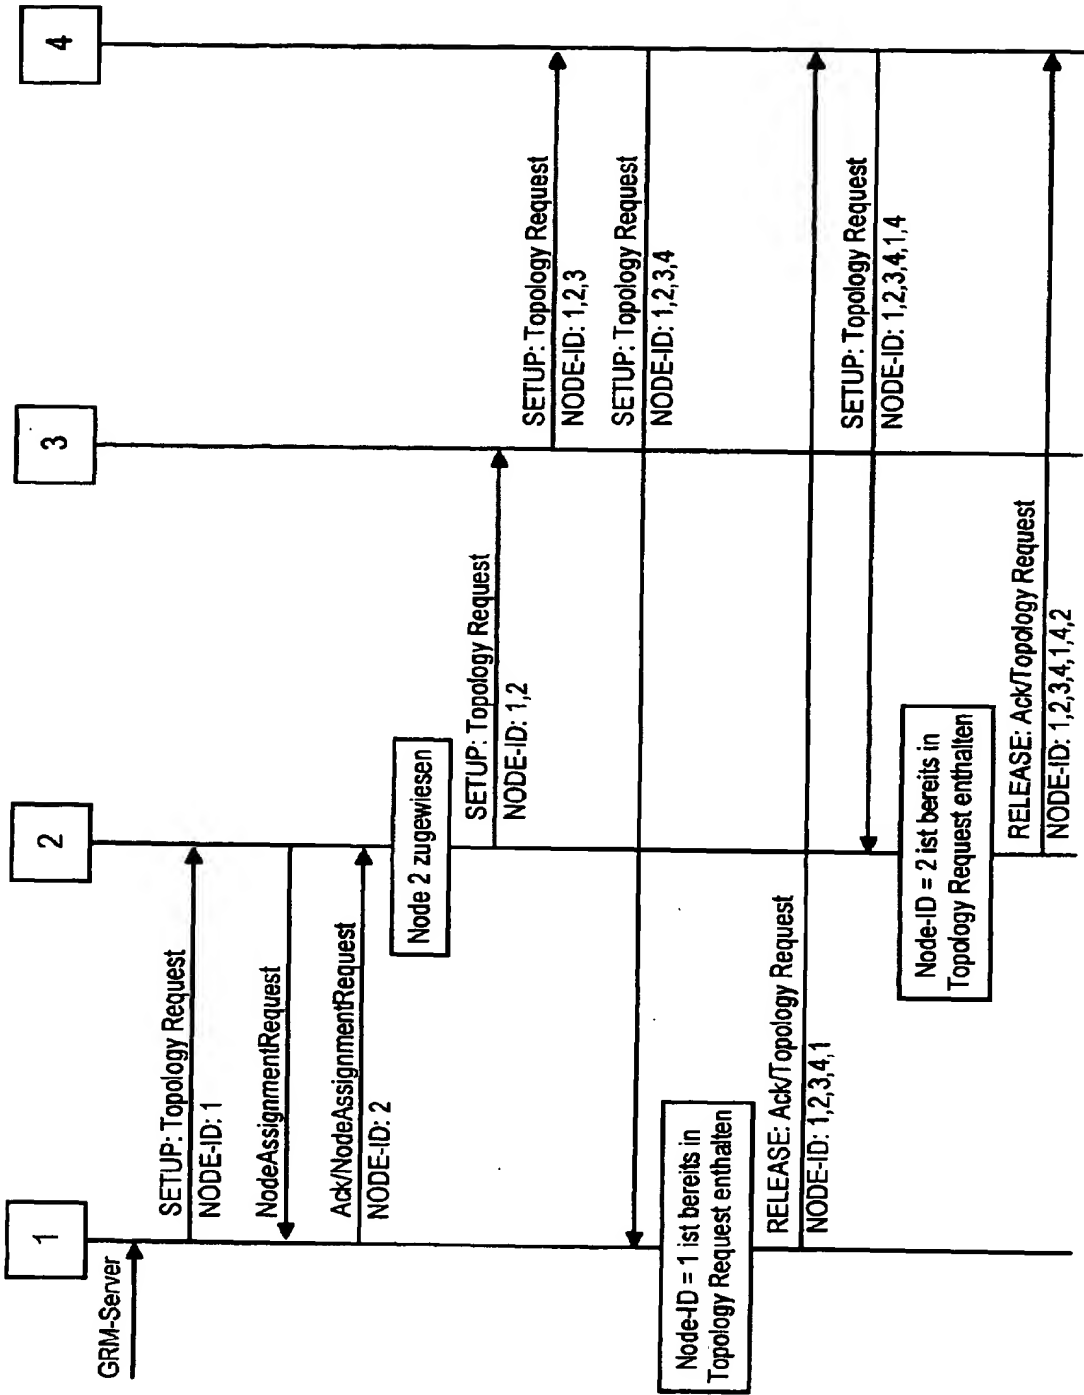 1
2
3
4
GRM-Server
SETUP: Topology Request
NODE-ID: 1
NodeAssignmentRequest
Ack/NodeAssignmentRequest
NODE-ID: 2
Node 2 zugewiesen
SETUP: Topology Request
NODE-ID: 1,2
SETUP: Topology Request
NODE-ID: 1,2,3
SETUP: Topology Request
NODE-ID: 1,2,3,4
Node-ID = 1 ist bereits in
Topology Request enthalten
RELEASE: Ack/Topology Request
NODE-ID: 1,2,3,4,1
SETUP: Topology Request
NODE-ID: 1,2,3,4,1,4
Node-ID = 2 ist bereits in
Topology Request enthalten
RELEASE: Ack/Topology Request
NODE-ID: 1,2,3,4,1,4,2